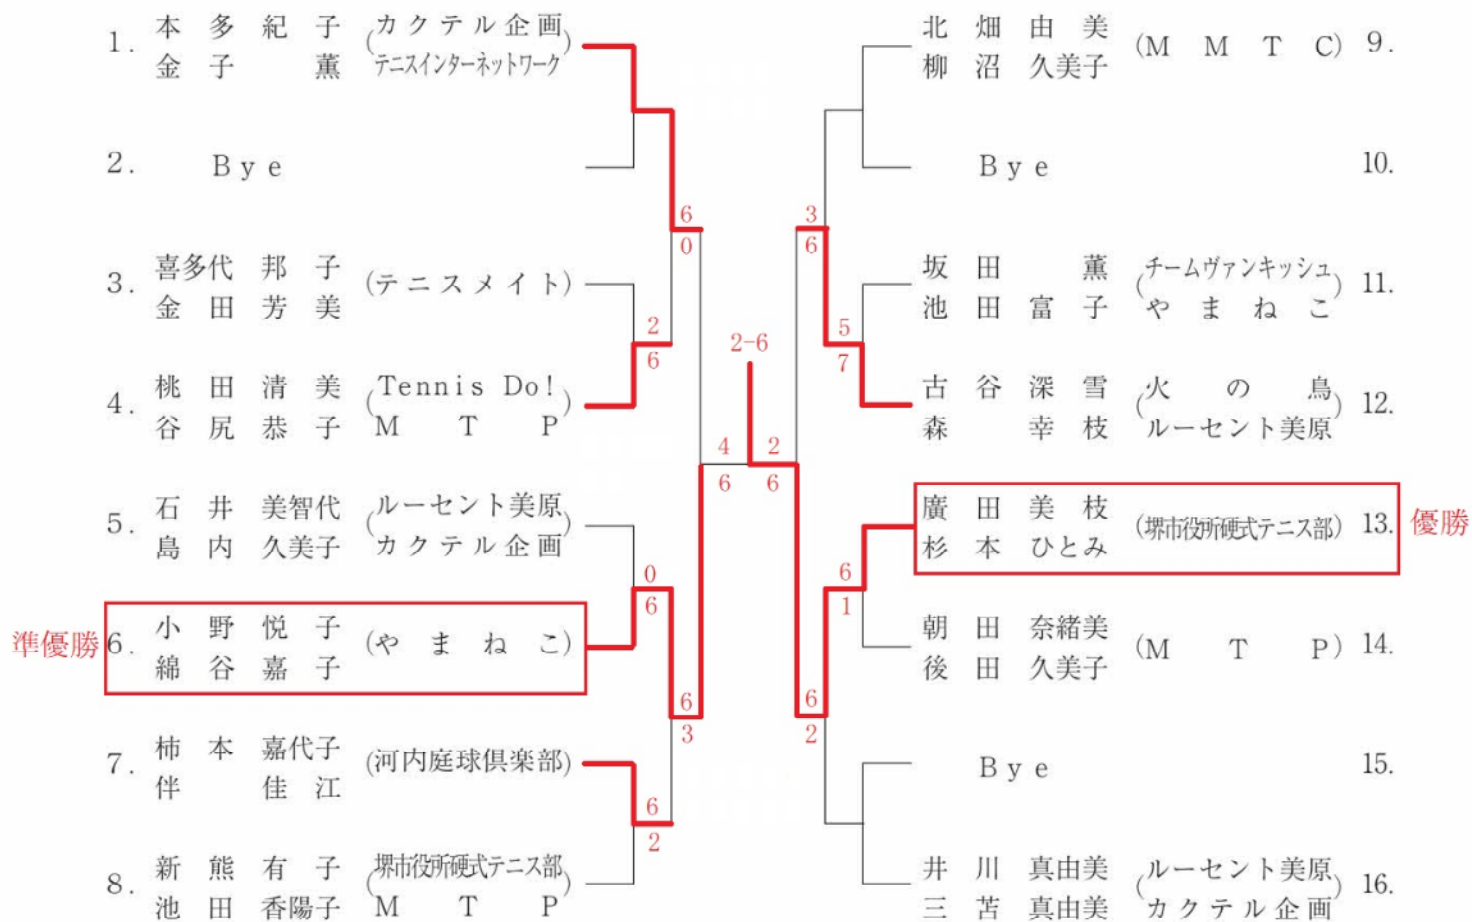 1. 本多紀子 (カクテル企画)
金子薫 テニスインターネットワーク
2. Bye
3. 喜多代邦子 (テニスメイト)
金田芳美
4. 桃田清美 (Tennis Do!)
谷尻恭子 MTP
5. 石井美智代 (ルーセント美原)
島内久美子 カクテル企画
準優勝 6. 小野悦子 (やまねこ)
綿谷嘉子
7. 柿本嘉代子 (河内庭球倶楽部)
伴佳江
8. 新熊有子 (堺市役所硬式テニス部)
池田香陽子 MTP
6
0
2
6
0
6
6
3
6
2
4
6
2-6
2
6
3
6
5
7
6
1
6
2
北畑由美 (MMTC) 9.
柳沼久美子
Bye 10.
坂田薫 (チームヴァンキッシュ) 11.
池田富子 やまねこ
古谷深雪 (火の鳥) 12.
森幸枝 ルーセント美原
廣田美枝 (堺市役所硬式テニス部) 13. 優勝
杉本ひとみ
朝田奈緒美 (MTP) 14.
後田久美子
Bye 15.
井川真由美 (ルーセント美原) 16.
三苫真由美 カクテル企画